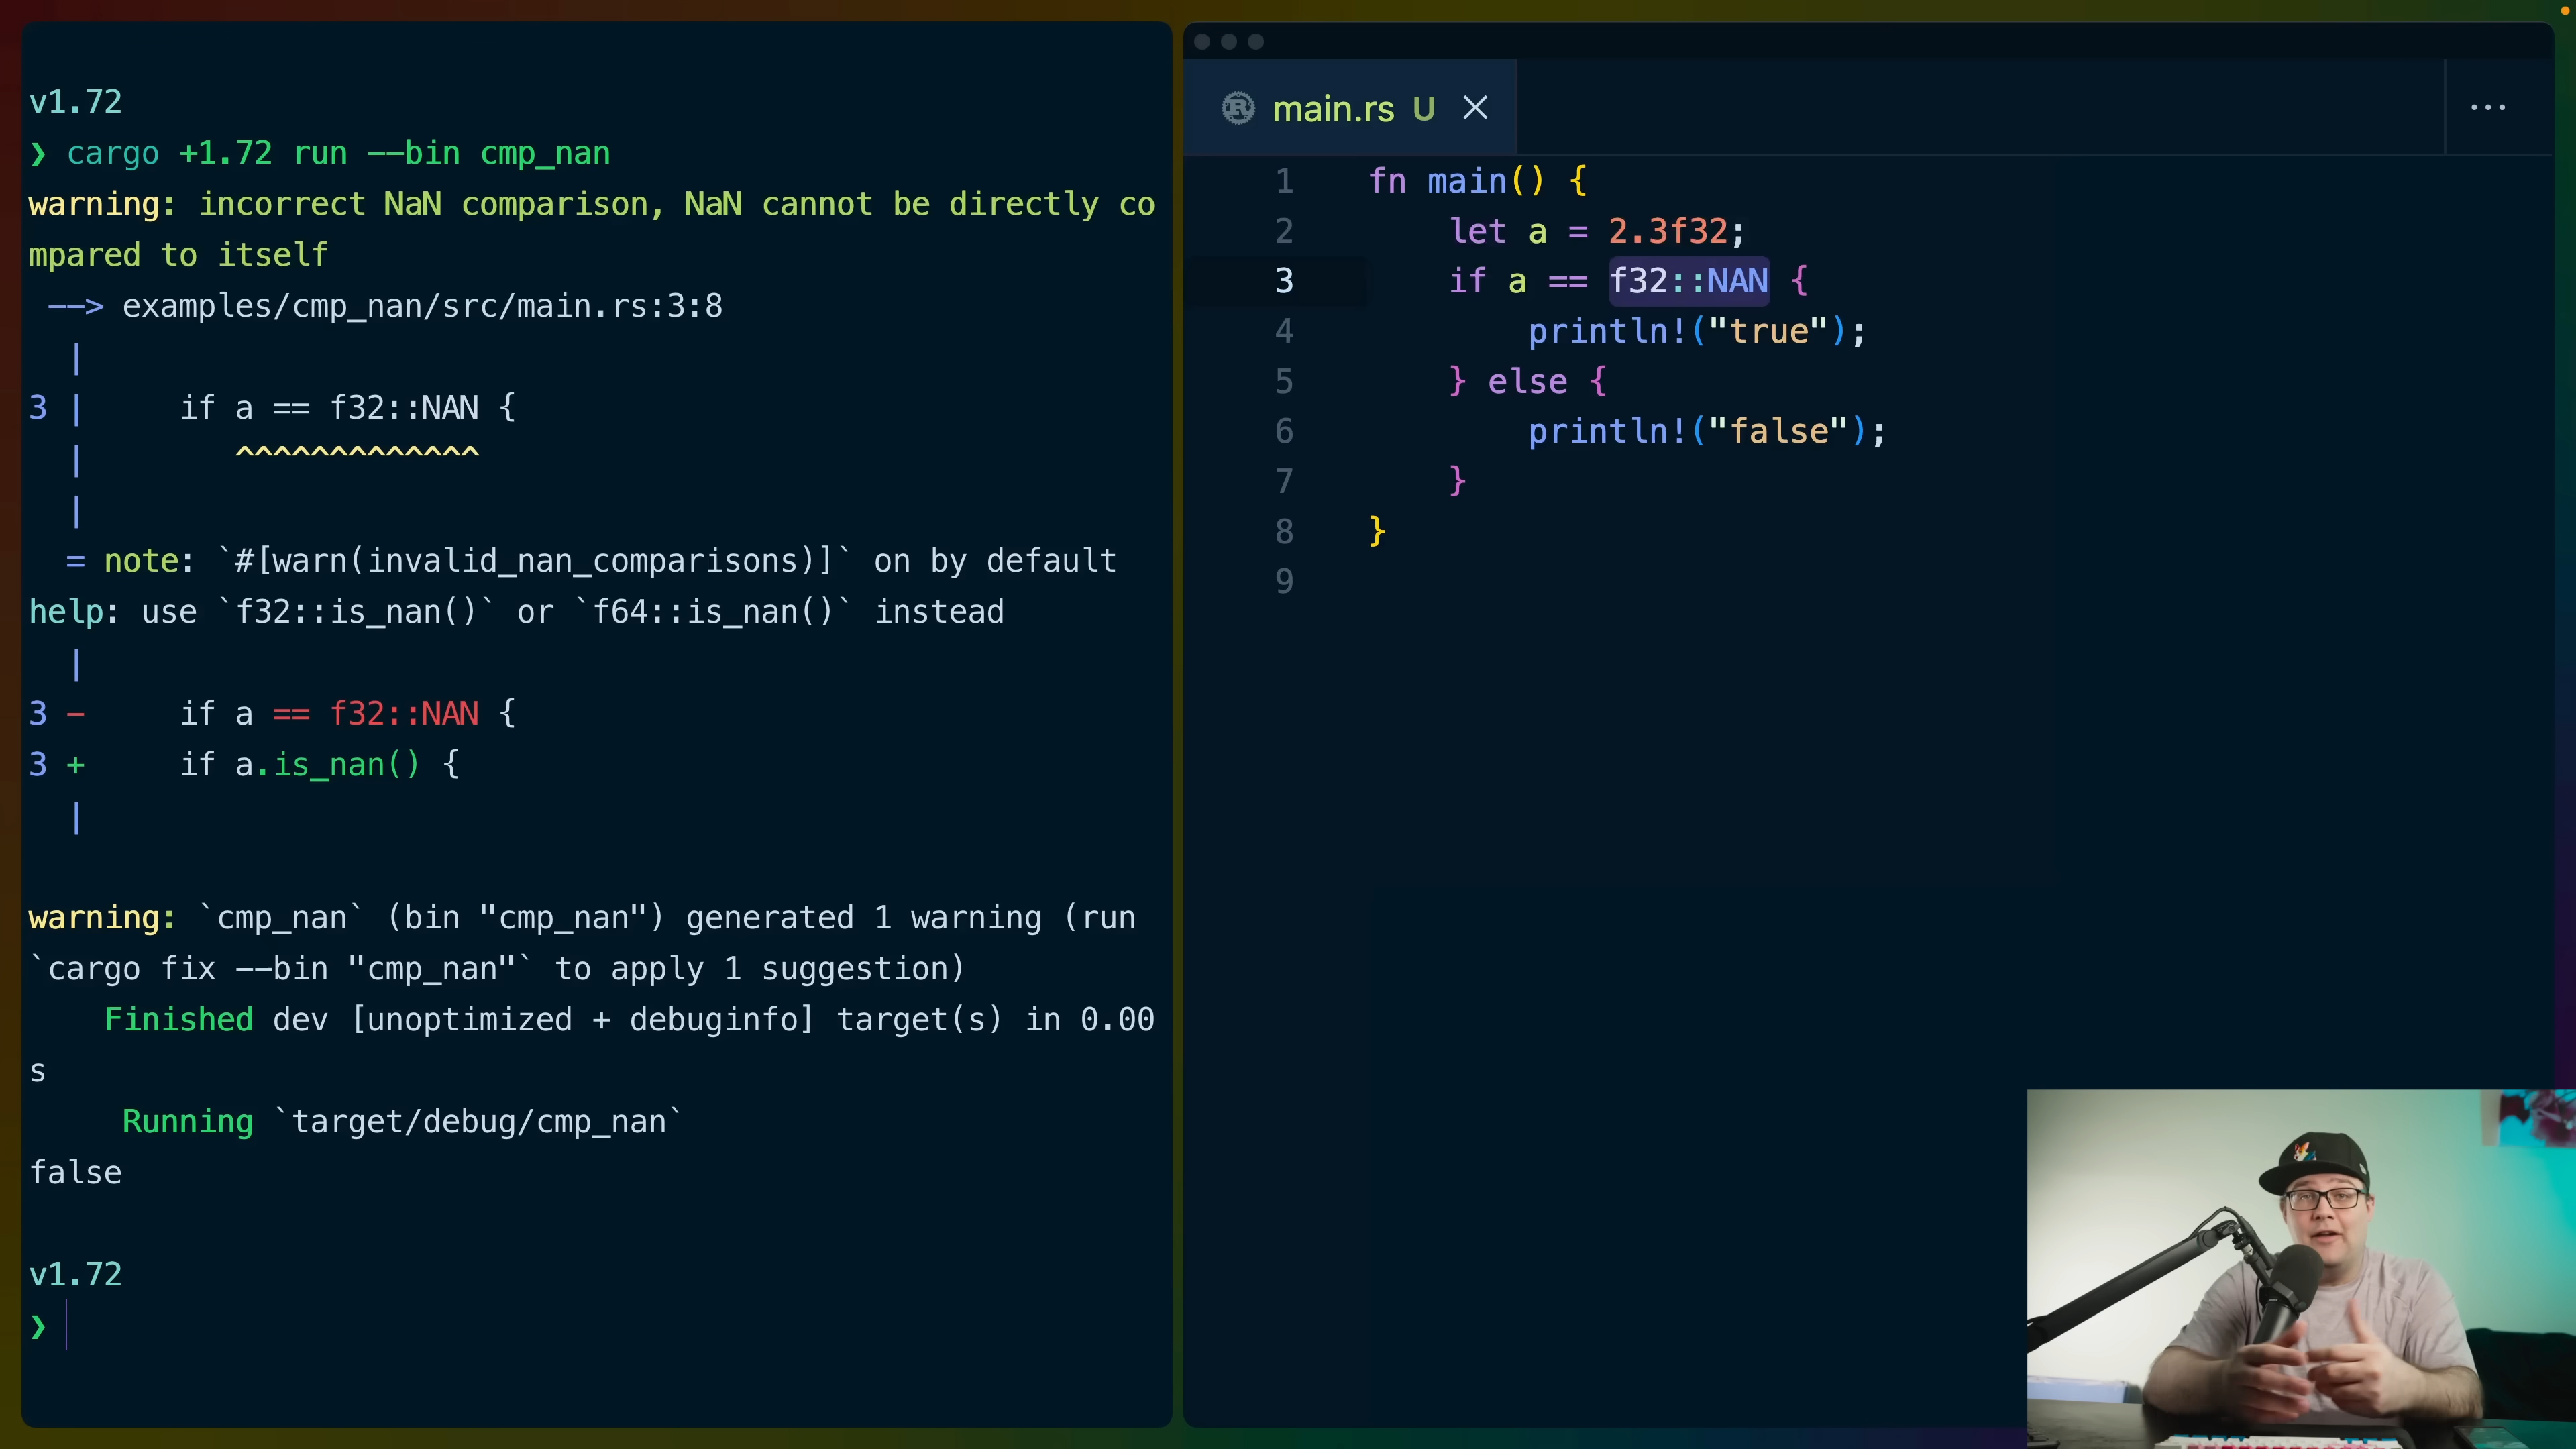 v1.72
❯ cargo +1.72 run --bin cmp_nan
warning: incorrect NaN comparison, NaN cannot be directly co
mpared to itself
 --> examples/cmp_nan/src/main.rs:3:8
  |
3 |     if a == f32::NAN {
  |        ^^^^^^^^^^^^^
  |
  = note: `#[warn(invalid_nan_comparisons)]` on by default
help: use `f32::is_nan()` or `f64::is_nan()` instead
  |
3 -     if a == f32::NAN {
3 +     if a.is_nan() {
  |
warning: `cmp_nan` (bin "cmp_nan") generated 1 warning (run
`cargo fix --bin "cmp_nan"` to apply 1 suggestion)
    Finished dev [unoptimized + debuginfo] target(s) in 0.00
s
     Running `target/debug/cmp_nan`
false
v1.72
❯
main.rs U
1 fn main() {
2     let a = 2.3f32;
3     if a == f32::NAN {
4         println!("true");
5     } else {
6         println!("false");
7     }
8 }
9